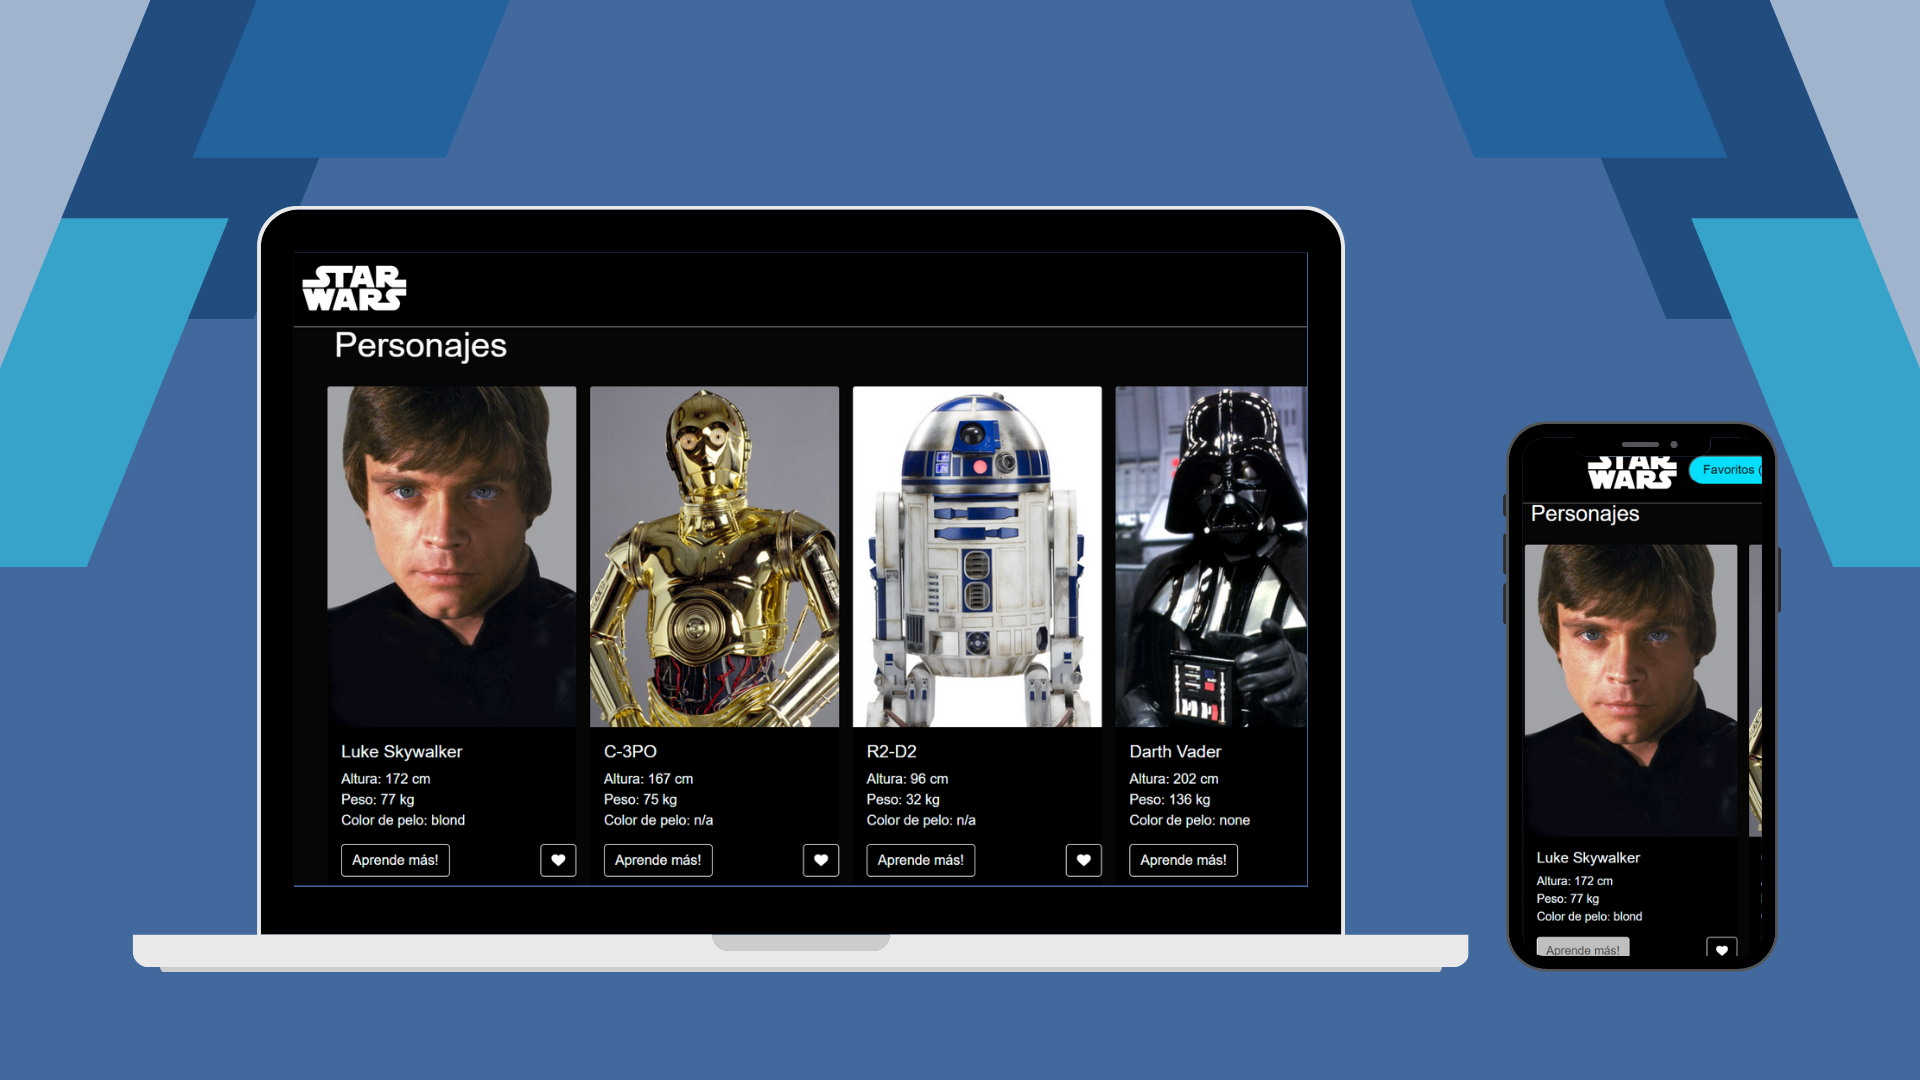 STAR
WARS
Personajes
Luke Skywalker
Altura: 172 cm
Peso: 77 kg
Color de pelo: blond
Aprende más!
C-3PO
Altura: 167 cm
Peso: 75 kg
Color de pelo: n/a
Aprende más!
R2-D2
Altura: 96 cm
Peso: 32 kg
Color de pelo: n/a
Aprende más!
Darth Vader
Altura: 202 cm
Peso: 136 kg
Color de pelo: none
Aprende más!
STAR
WARS
Favoritos (
Personajes
Luke Skywalker
Altura: 172 cm
Peso: 77 kg
Color de pelo: blond
Aprende más!